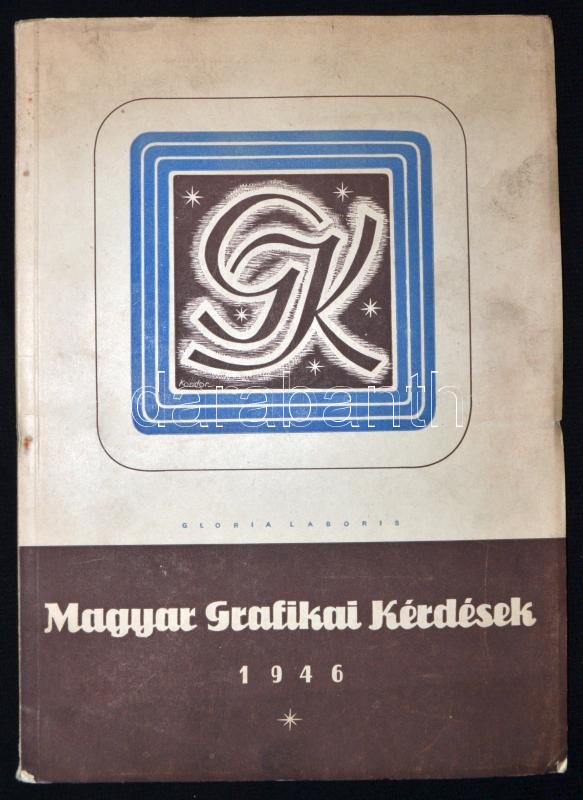 GK
Kondor
darabanth
GLORIA LABORIS
Magyar Grafikai Kérdések
1946